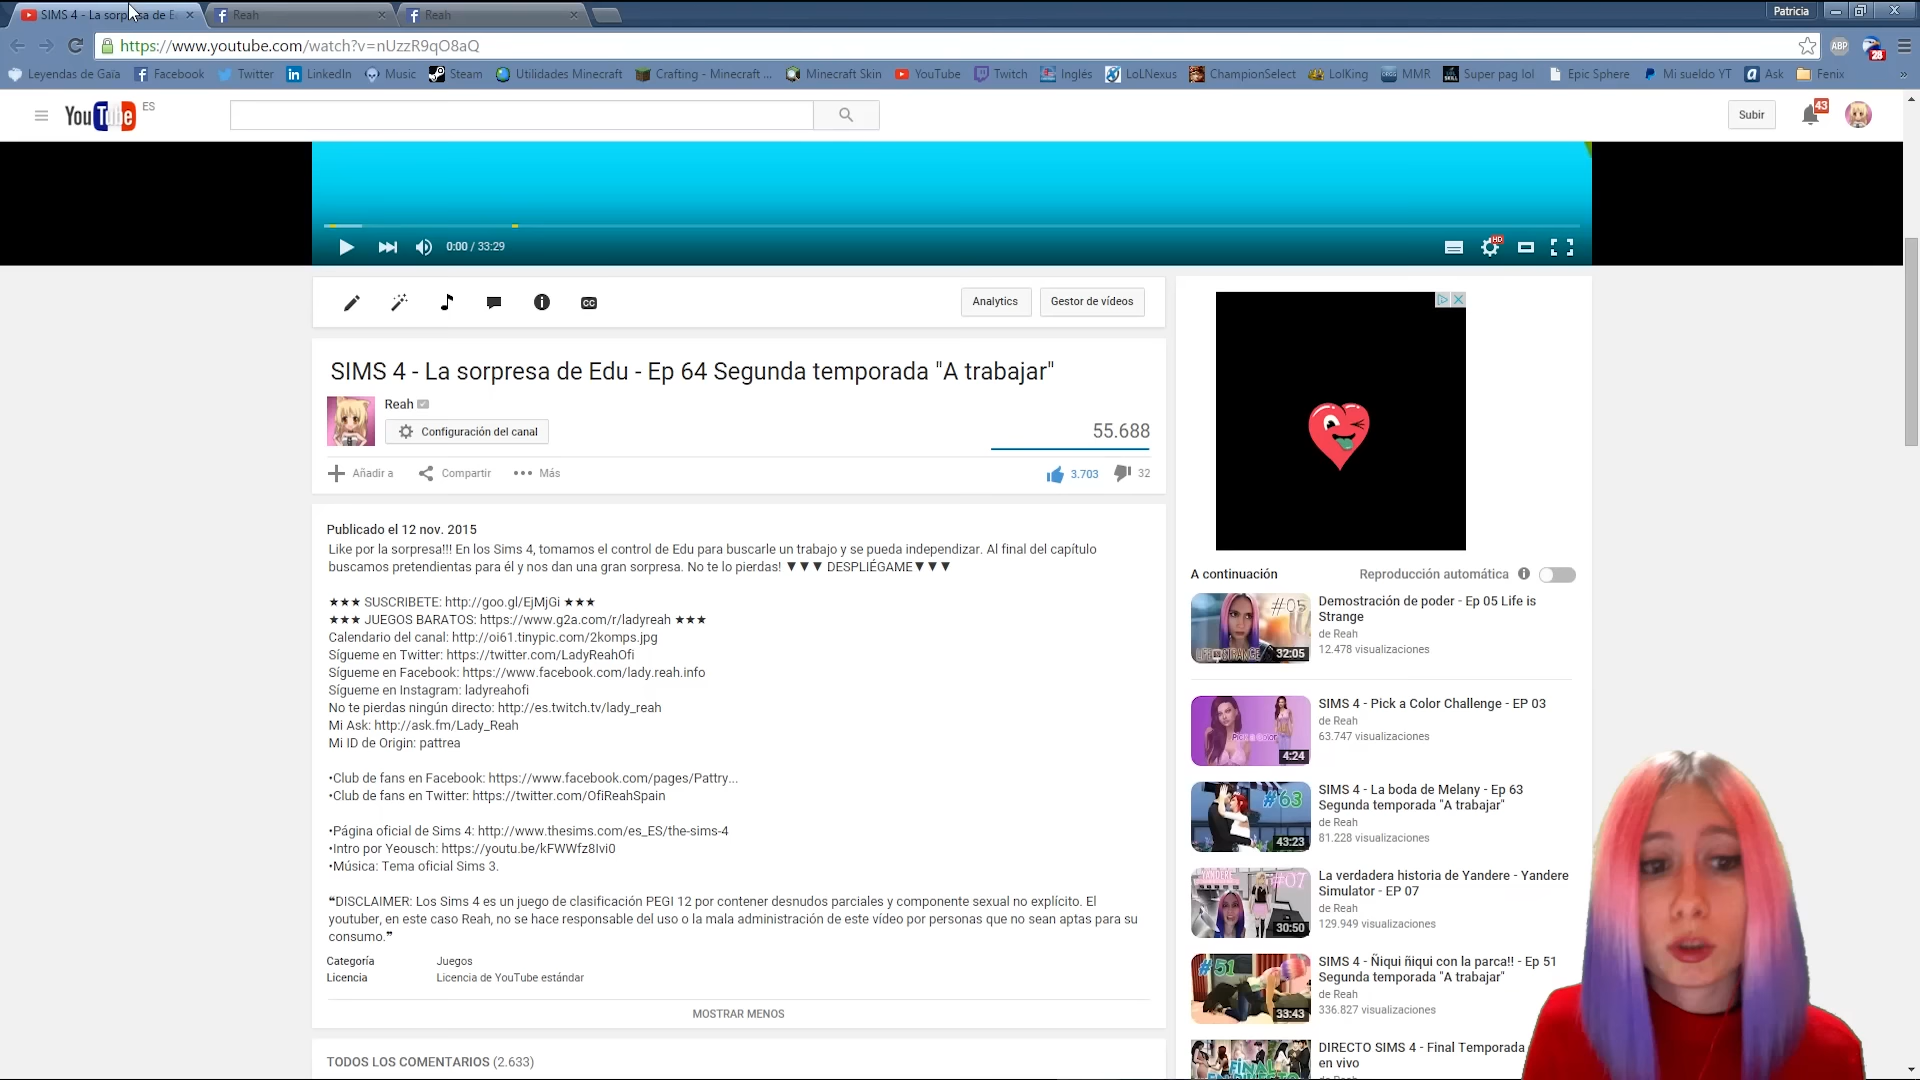 SIMS 4 - La sorpresa de E
Reah
Reah
Patricia
https://www.youtube.com/watch?v=nUzzR9qO8aQ
ABP
28
Leyendas de Gaïa
Facebook
Twitter
LinkedIn
Music
Steam
Utilidades Minecraft
Crafting - Minecraft ...
Minecraft Skin
YouTube
Twitch
Inglés
LoLNexus
ChampionSelect
LolKing
MMR
Super pag lol
Epic Sphere
Mi sueldo YT
Ask
Fenix
YouTube ES
Subir
43
0:00 / 33:29
HD
CC
Analytics
Gestor de vídeos
SIMS 4 - La sorpresa de Edu - Ep 64 Segunda temporada "A trabajar"
Reah
Configuración del canal
55.688
Añadir a
Compartir
Más
3.703
32
Publicado el 12 nov. 2015
Like por la sorpresa!!! En los Sims 4, tomamos el control de Edu para buscarle un trabajo y se pueda independizar. Al final del capítulo
buscamos pretendientas para él y nos dan una gran sorpresa. No te lo pierdas! ▼▼▼ DESPLIÉGAME▼▼▼
★★★ SUSCRIBETE: http://goo.gl/EjMjGi ★★★
★★★ JUEGOS BARATOS: https://www.g2a.com/r/ladyreah ★★★
Calendario del canal: http://oi61.tinypic.com/2komps.jpg
Sígueme en Twitter: https://twitter.com/LadyReahOfi
Sígueme en Facebook: https://www.facebook.com/lady.reah.info
Sígueme en Instagram: ladyreahofi
No te pierdas ningún directo: http://es.twitch.tv/lady_reah
Mi Ask: http://ask.fm/Lady_Reah
Mi ID de Origin: pattrea
•Club de fans en Facebook: https://www.facebook.com/pages/Pattry...
•Club de fans en Twitter: https://twitter.com/OfiReahSpain
•Página oficial de Sims 4: http://www.thesims.com/es_ES/the-sims-4
•Intro por Yeousch: https://youtu.be/kFWWfz8Ivi0
•Música: Tema oficial Sims 3.
❝DISCLAIMER: Los Sims 4 es un juego de clasificación PEGI 12 por contener desnudos parciales y componente sexual no explícito. El
youtuber, en este caso Reah, no se hace responsable del uso o la mala administración de este vídeo por personas que no sean aptas para su
consumo.❞
Categoría Juegos
Licencia Licencia de YouTube estándar
MOSTRAR MENOS
TODOS LOS COMENTARIOS (2.633)
A continuación
Reproducción automática
#05
LIFE IS STRANGE
32:05
Demostración de poder - Ep 05 Life is
Strange
de Reah
12.478 visualizaciones
Pick a Color
4:24
SIMS 4 - Pick a Color Challenge - EP 03
de Reah
63.747 visualizaciones
#63
43:23
SIMS 4 - La boda de Melany - Ep 63
Segunda temporada "A trabajar"
de Reah
81.228 visualizaciones
YANDERE
#07
30:50
La verdadera historia de Yandere - Yandere
Simulator - EP 07
de Reah
129.949 visualizaciones
#51
33:43
SIMS 4 - Ñiqui ñiqui con la parca!! - Ep 51
Segunda temporada "A trabajar"
de Reah
336.827 visualizaciones
FINAL
DIRECTO SIMS 4 - Final Temporada
en vivo